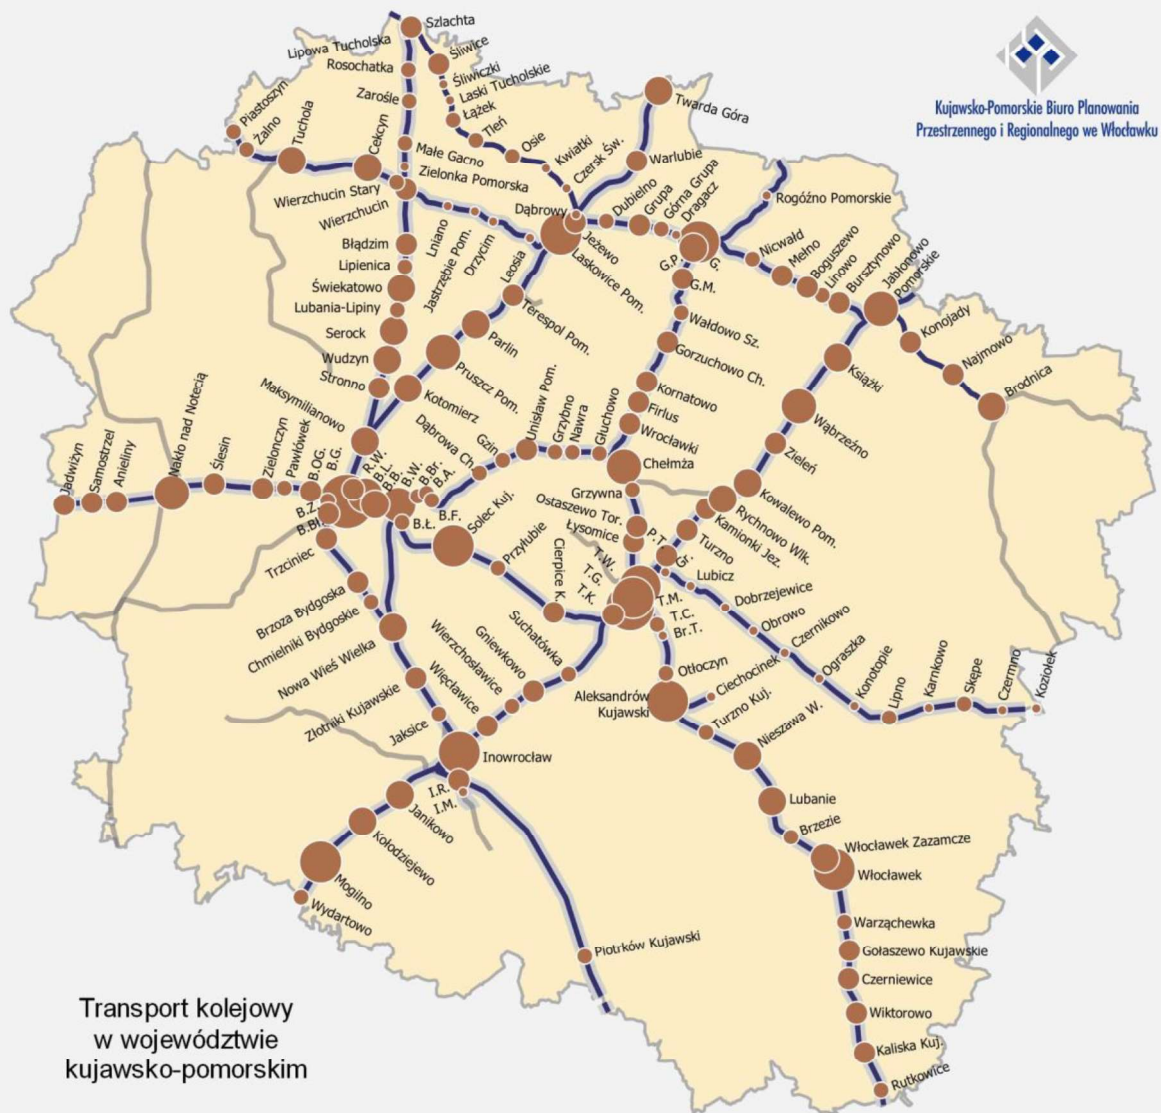 Kujawsko-Pomorskie Biuro Planowania
Przestrzennego i Regionalnego we Włocławku
Szlachta
Lipowa Tucholska
Śliwice
Rosochatka
Śliwiczki
Laski Tucholskie
Zarośle
Łążek
Tleń
Osie
Kwiatki
Czersk Św.
Twarda Góra
Warlubie
Piastoszyn
Żalno
Tuchola
Cekcyn
Małe Gacno
Zielonka Pomorska
Wierzchucin Stary
Wierzchucin
Dąbrowy
Dubielno
Grupa
Górna Grupa
Dragacz
Rogóźno Pomorskie
Błądzim
Lniano
Jastrzębie Pom.
Drzycim
Leosia
Jeżewo
Laskowice Pom.
G.P.
G.
G.M.
Nicwałd
Mełno
Boguszewo
Linowo
Bursztynowo
Jabłonowo
Pomorskie
Lipienica
Świekatowo
Lubania-Lipiny
Serock
Wudzyn
Stronno
Terespol Pom.
Parlin
Pruszcz Pom.
Kotomierz
Maksymilianowo
Wałdowo Sz.
Gorzuchowo Ch.
Kornatowo
Firlus
Wrocławki
Chełmża
Konojady
Najmowo
Brodnica
Książki
Wąbrzeźno
Zieleń
Kowalewo Pom.
Rychnowo Wlk.
Kamionki Jez.
Turzno
Jadwiżyn
Samostrzel
Anieliny
Nakło nad Notecią
Ślesin
Zielonczyn
Pawłówek
B.OG.
B.G.
R.W.
B.L.
B.B.
B.W.
B.Br.
B.A.
Dąbrowa Ch.
Gzin
Unisław Pom.
Grzybno
Nawra
Głuchowo
B.Z.
B.Bł.
B.Ł.
B.F.
Solec Kuj.
Przyłubie
Cierpice K.
Grzywna
Ostaszewo Tor.
Łysomice
P.T.
Gr.
T.W.
T.G.
T.K.
T.M.
T.C.
Br.T.
Lubicz
Dobrzejewice
Obrowo
Czernikowo
Ograszka
Konotopie
Lipno
Karnkowo
Skępe
Czermno
Koziołek
Trzciniec
Brzoza Bydgoska
Chmielniki Bydgoskie
Nowa Wieś Wielka
Złotniki Kujawskie
Jaksice
Więcławice
Wierzchosławice
Gniewkowo
Suchatówka
Otłoczyn
Ciechocinek
Aleksandrów
Kujawski
Turzno Kuj.
Nieszawa W.
Inowrocław
I.R.
I.M.
Janikowo
Kołodziejewo
Mogilno
Wydartowo
Lubanie
Brzezie
Włocławek Zazamcze
Włocławek
Warząchewka
Gołaszewo Kujawskie
Czerniewice
Wiktorowo
Kaliska Kuj.
Rutkowice
Piotrków Kujawski
Transport kolejowy
w województwie
kujawsko-pomorskim